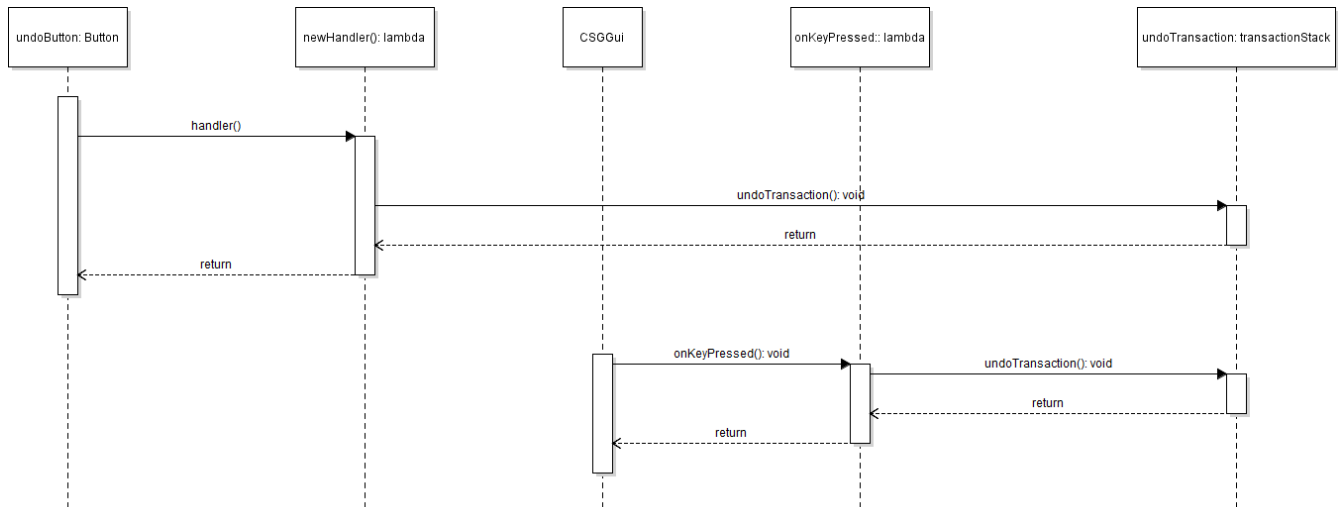 undoButton: Button
newHandler(): lambda
CSGGui
onKeyPressed:: lambda
undoTransaction: transactionStack
handler()
undoTransaction(): void
return
return
onKeyPressed(): void
undoTransaction(): void
return
return